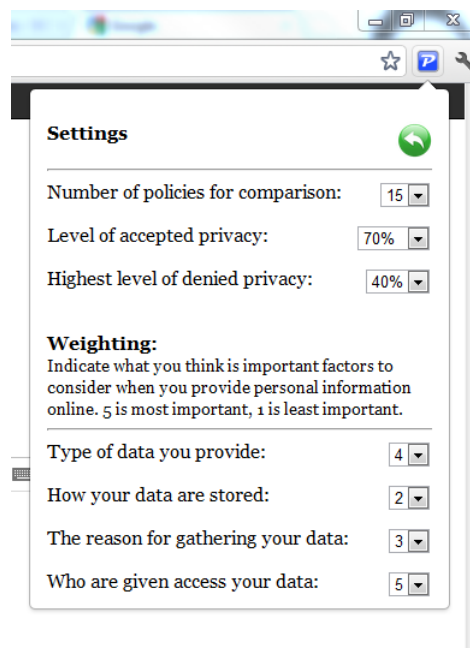 Settings
Number of policies for comparison: 15
Level of accepted privacy: 70%
Highest level of denied privacy: 40%
Weighting:
Indicate what you think is important factors to
consider when you provide personal information
online. 5 is most important, 1 is least important.
Type of data you provide: 4
How your data are stored: 2
The reason for gathering your data: 3
Who are given access your data: 5